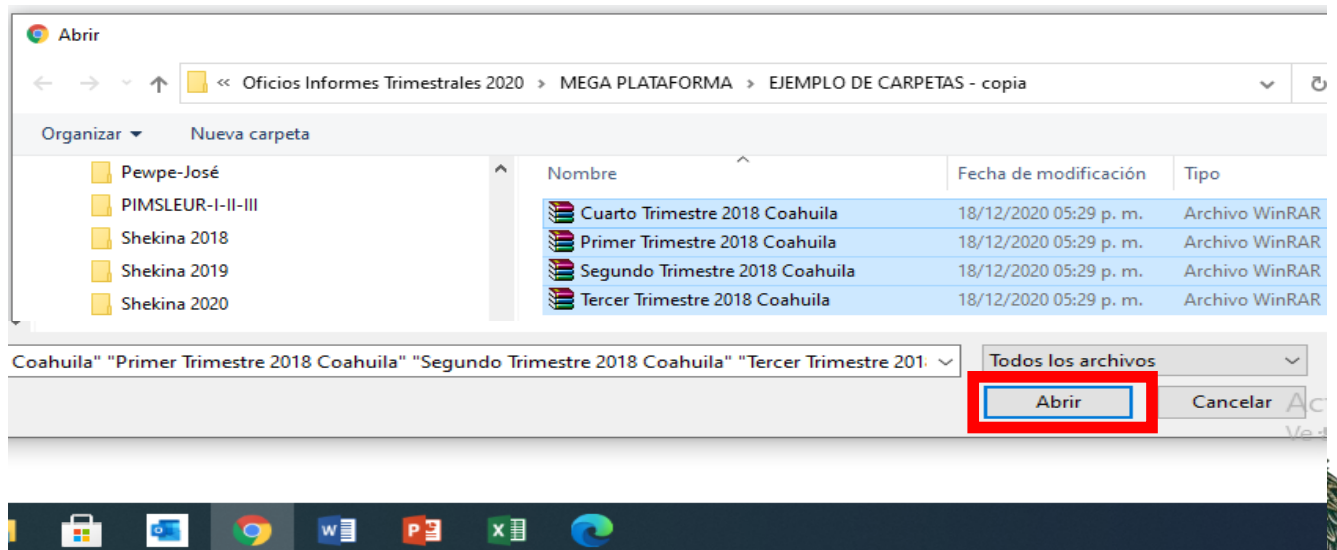 Abrir
« Oficios Informes Trimestrales 2020 › MEGA PLATAFORMA › EJEMPLO DE CARPETAS - copia
Organizar Nueva carpeta
Pewpe-José
PIMSLEUR-I-II-III
Shekina 2018
Shekina 2019
Shekina 2020
Nombre Fecha de modificación Tipo
Cuarto Trimestre 2018 Coahuila 18/12/2020 05:29 p. m. Archivo WinRAR
Primer Trimestre 2018 Coahuila 18/12/2020 05:29 p. m. Archivo WinRAR
Segundo Trimestre 2018 Coahuila 18/12/2020 05:29 p. m. Archivo WinRAR
Tercer Trimestre 2018 Coahuila 18/12/2020 05:29 p. m. Archivo WinRAR
Coahuila" "Primer Trimestre 2018 Coahuila" "Segundo Trimestre 2018 Coahuila" "Tercer Trimestre 201
Todos los archivos
Abrir Cancelar